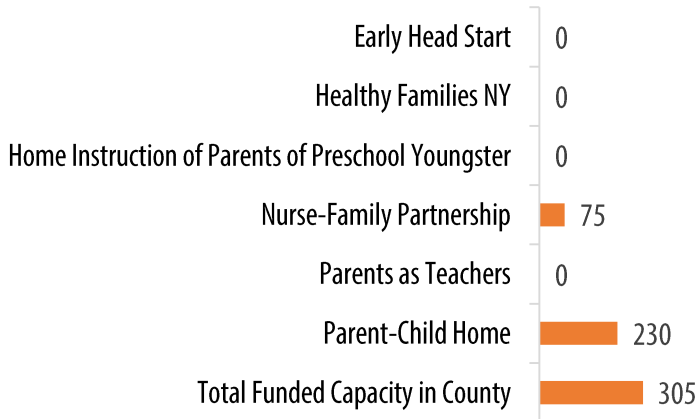 Early Head Start 0
Healthy Families NY 0
Home Instruction of Parents of Preschool Youngster 0
Nurse-Family Partnership 75
Parents as Teachers 0
Parent-Child Home 230
Total Funded Capacity in County 305